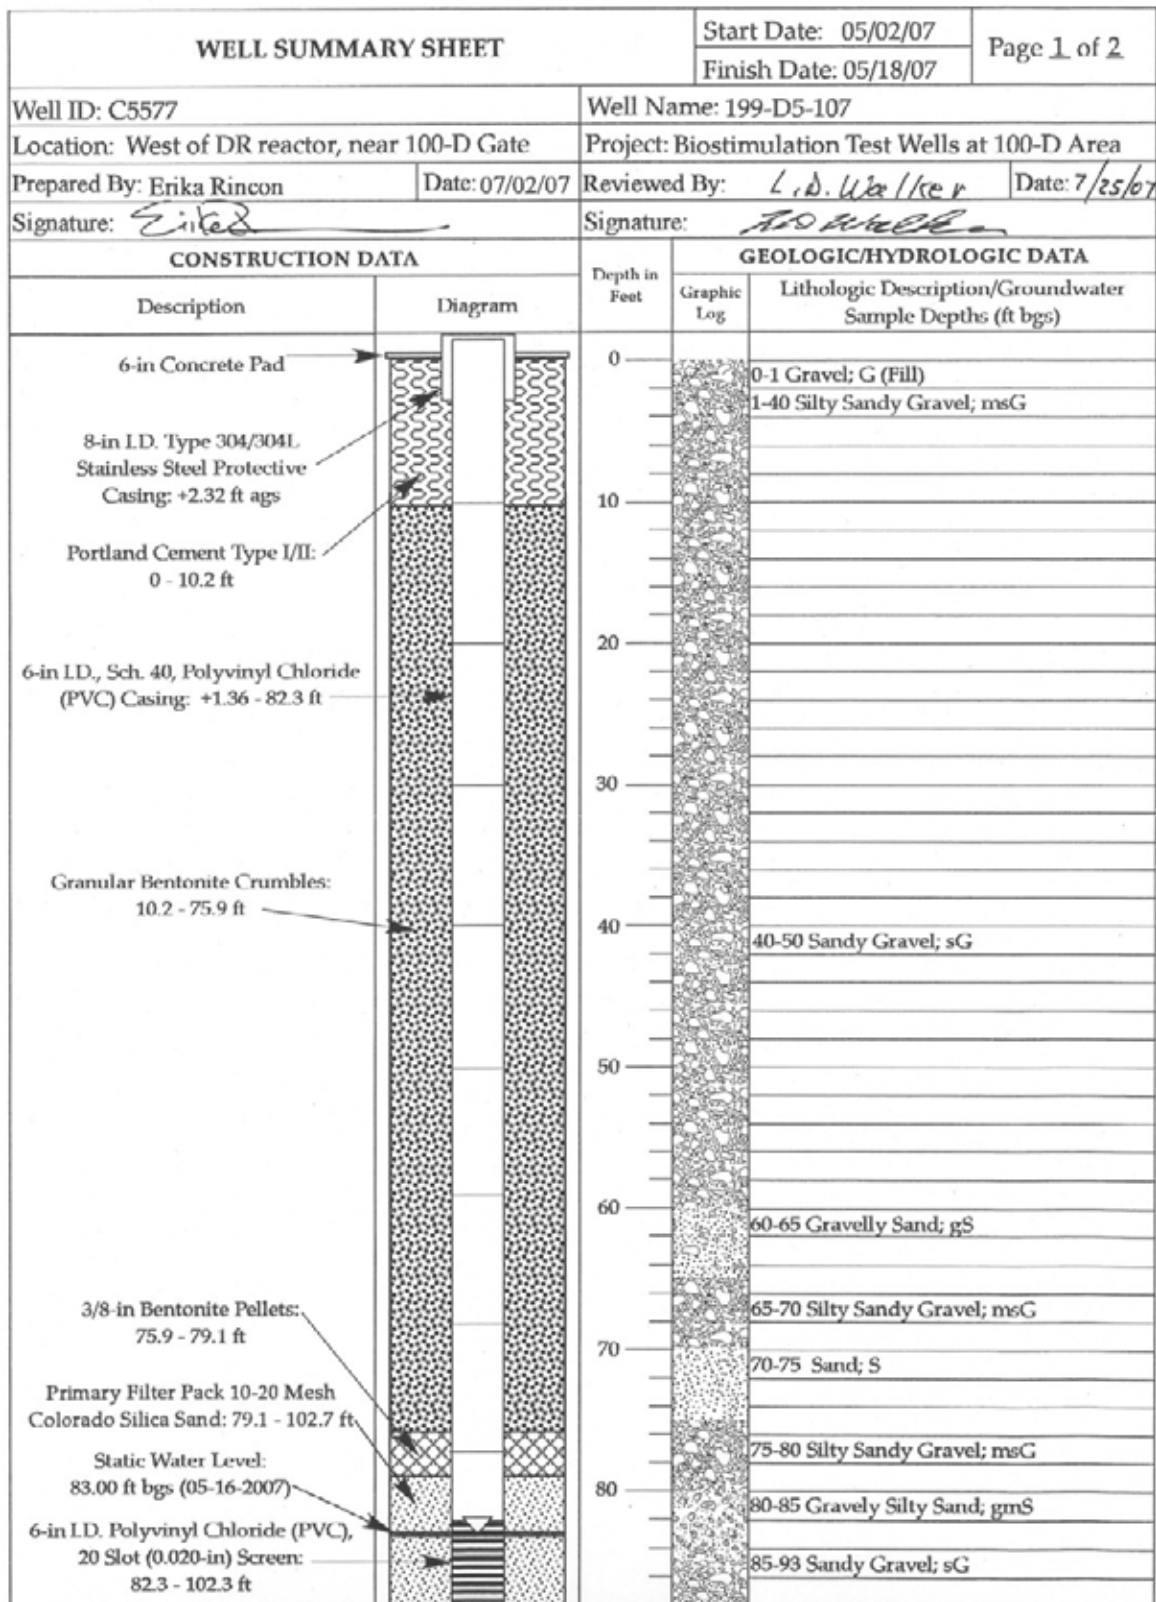 WELL SUMMARY SHEET
Start Date: 05/02/07
Finish Date: 05/18/07
Page 1 of 2
Well ID: C5577
Well Name: 199-D5-107
Location: West of DR reactor, near 100-D Gate
Project: Biostimulation Test Wells at 100-D Area
Prepared By: Erika Rincon
Date: 07/02/07
Reviewed By: L.D. Walker
Date: 7/25/07
Signature:
Signature:
CONSTRUCTION DATA
Description
Diagram
Depth in
Feet
GEOLOGIC/HYDROLOGIC DATA
Graphic
Log
Lithologic Description/Groundwater
Sample Depths (ft bgs)
6-in Concrete Pad
8-in I.D. Type 304/304L
Stainless Steel Protective
Casing: +2.32 ft ags
Portland Cement Type I/II:
0 - 10.2 ft
6-in I.D., Sch. 40, Polyvinyl Chloride
(PVC) Casing: +1.36 - 82.3 ft
Granular Bentonite Crumbles:
10.2 - 75.9 ft
3/8-in Bentonite Pellets:
75.9 - 79.1 ft
Primary Filter Pack 10-20 Mesh
Colorado Silica Sand: 79.1 - 102.7 ft
Static Water Level:
83.00 ft bgs (05-16-2007)
6-in I.D. Polyvinyl Chloride (PVC),
20 Slot (0.020-in) Screen:
82.3 - 102.3 ft
0
10
20
30
40
50
60
70
80
0-1 Gravel; G (Fill)
1-40 Silty Sandy Gravel; msG
40-50 Sandy Gravel; sG
60-65 Gravelly Sand; gS
65-70 Silty Sandy Gravel; msG
70-75 Sand; S
75-80 Silty Sandy Gravel; msG
80-85 Gravely Silty Sand; gmS
85-93 Sandy Gravel; sG